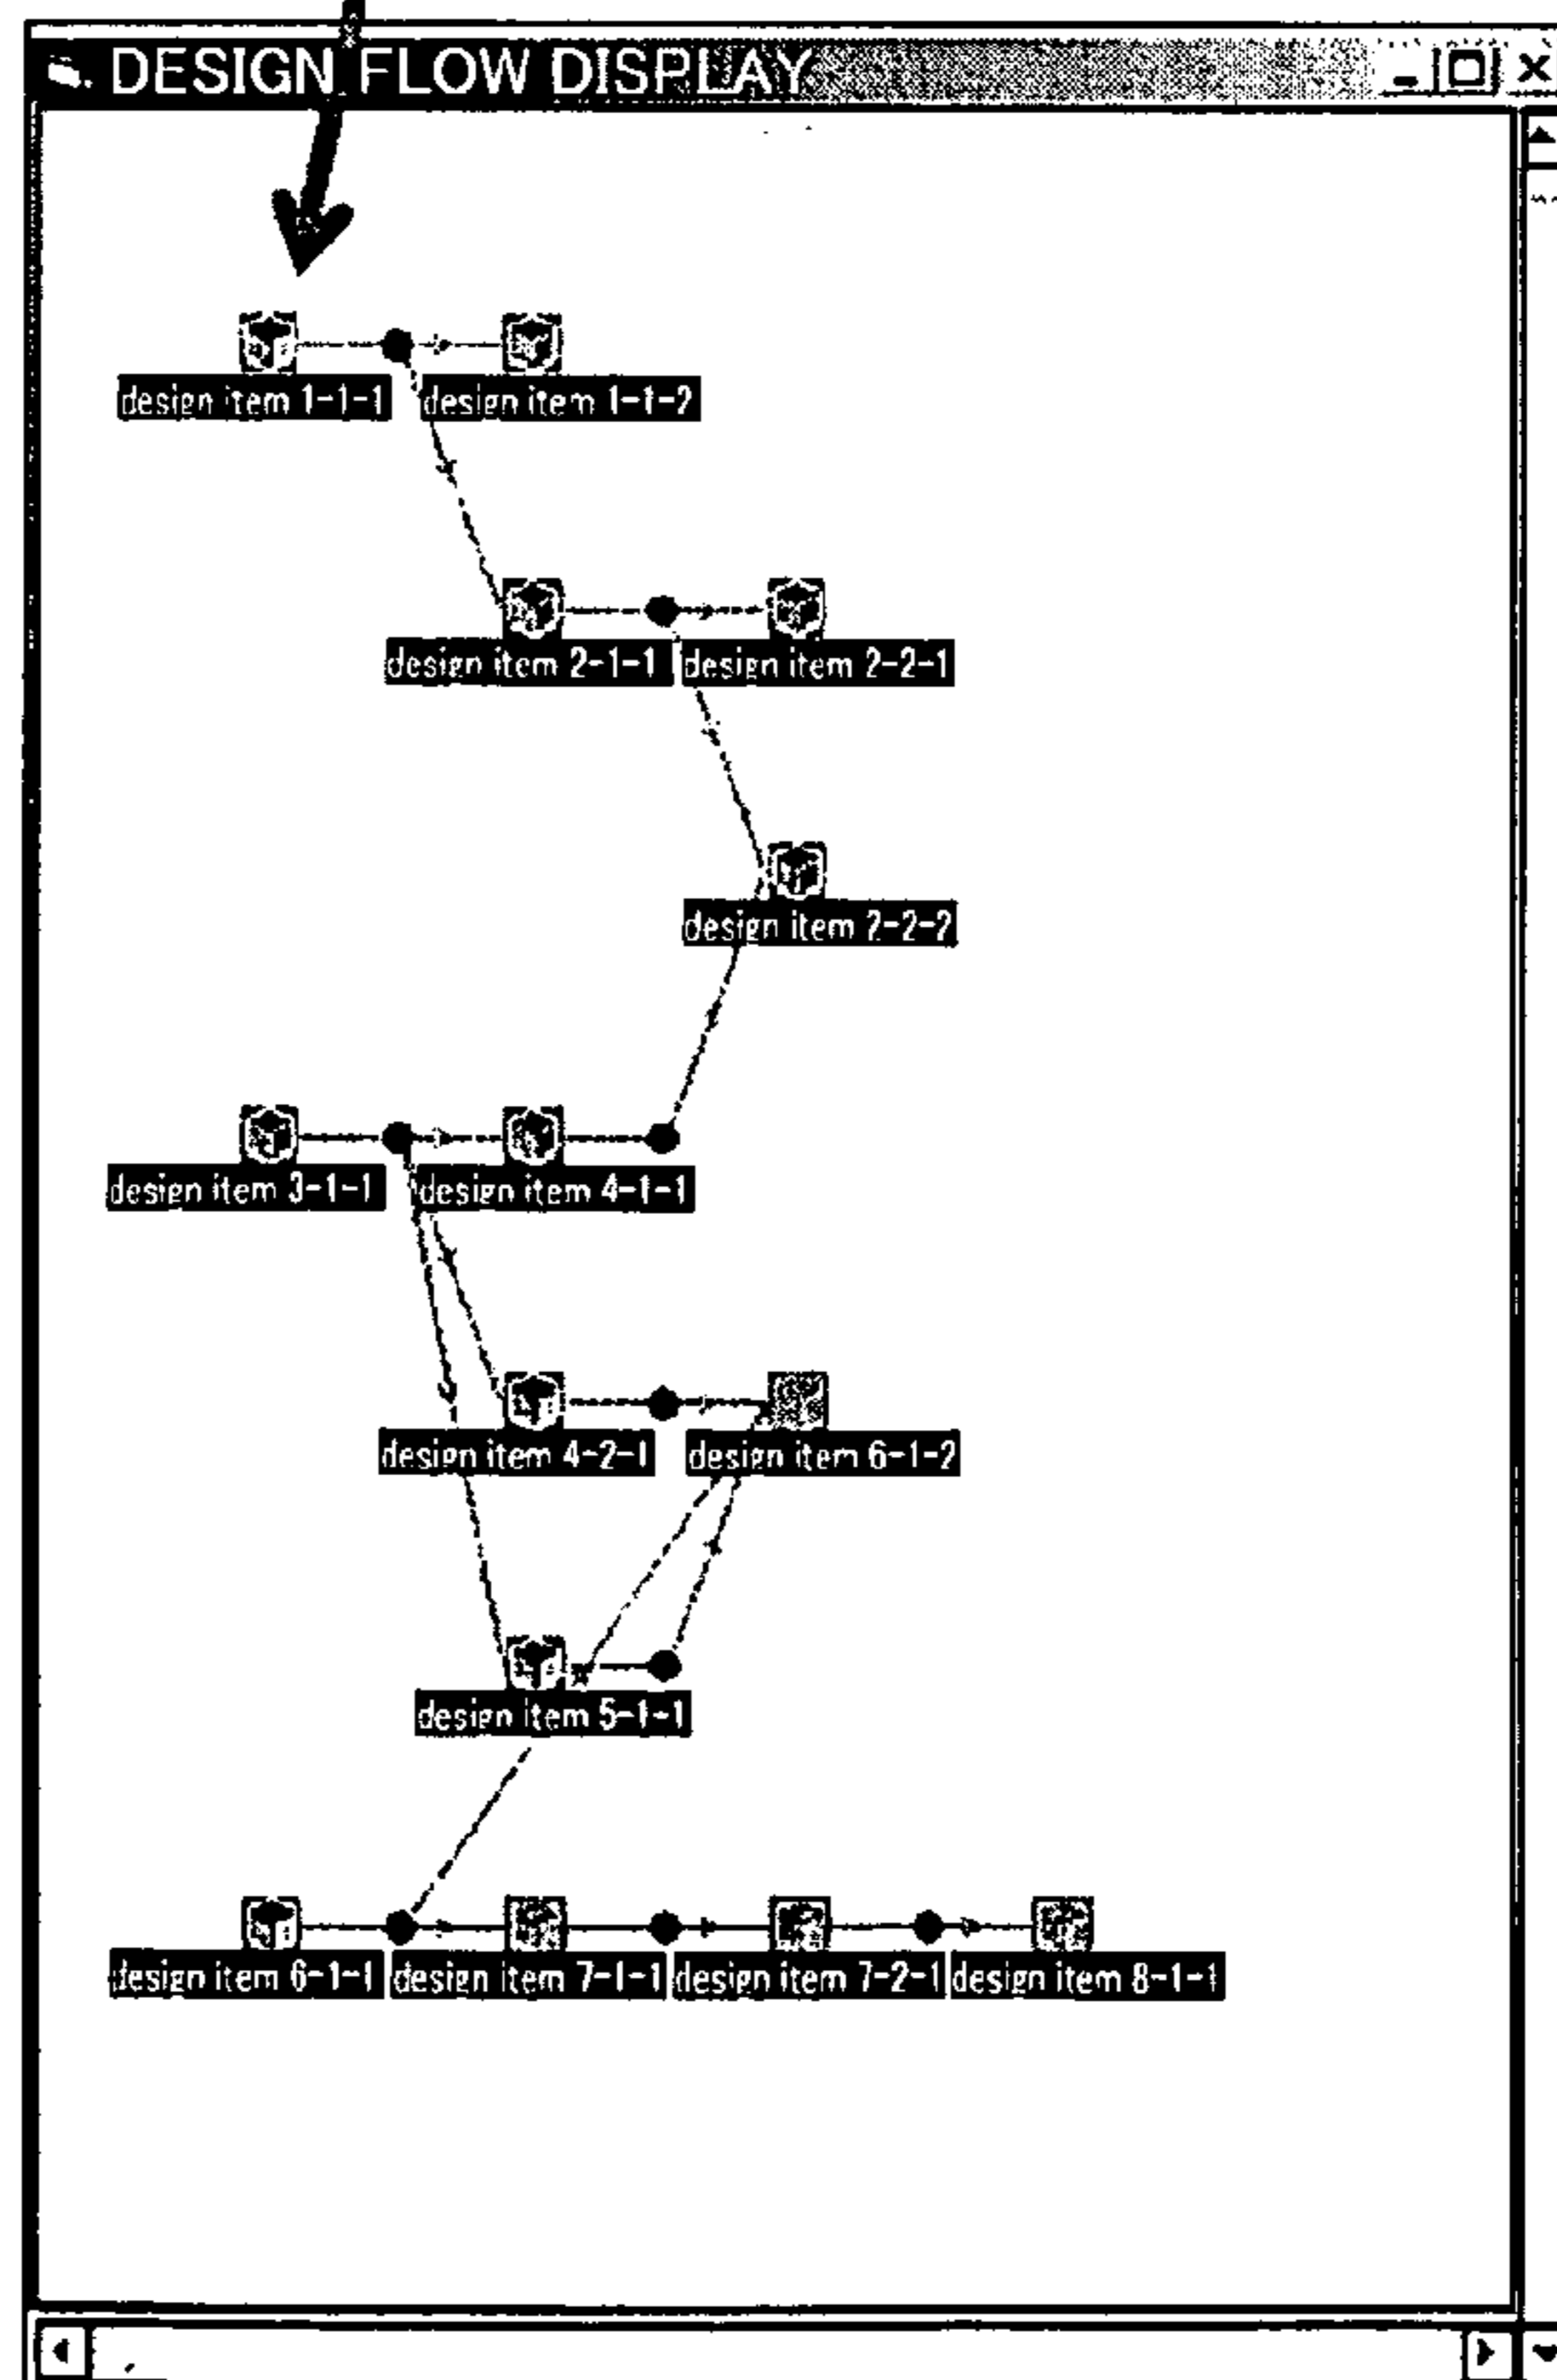 DESIGN FLOW DISPLAY
design item 1-1-1 design item 1-1-2
design item 2-1-1 design item 2-2-1
design item 2-2-2
design item 3-1-1 design item 4-1-1
design item 4-2-1 design item 6-1-2
design item 5-1-1
design item 6-1-1 design item 7-1-1 design item 7-2-1 design item 8-1-1